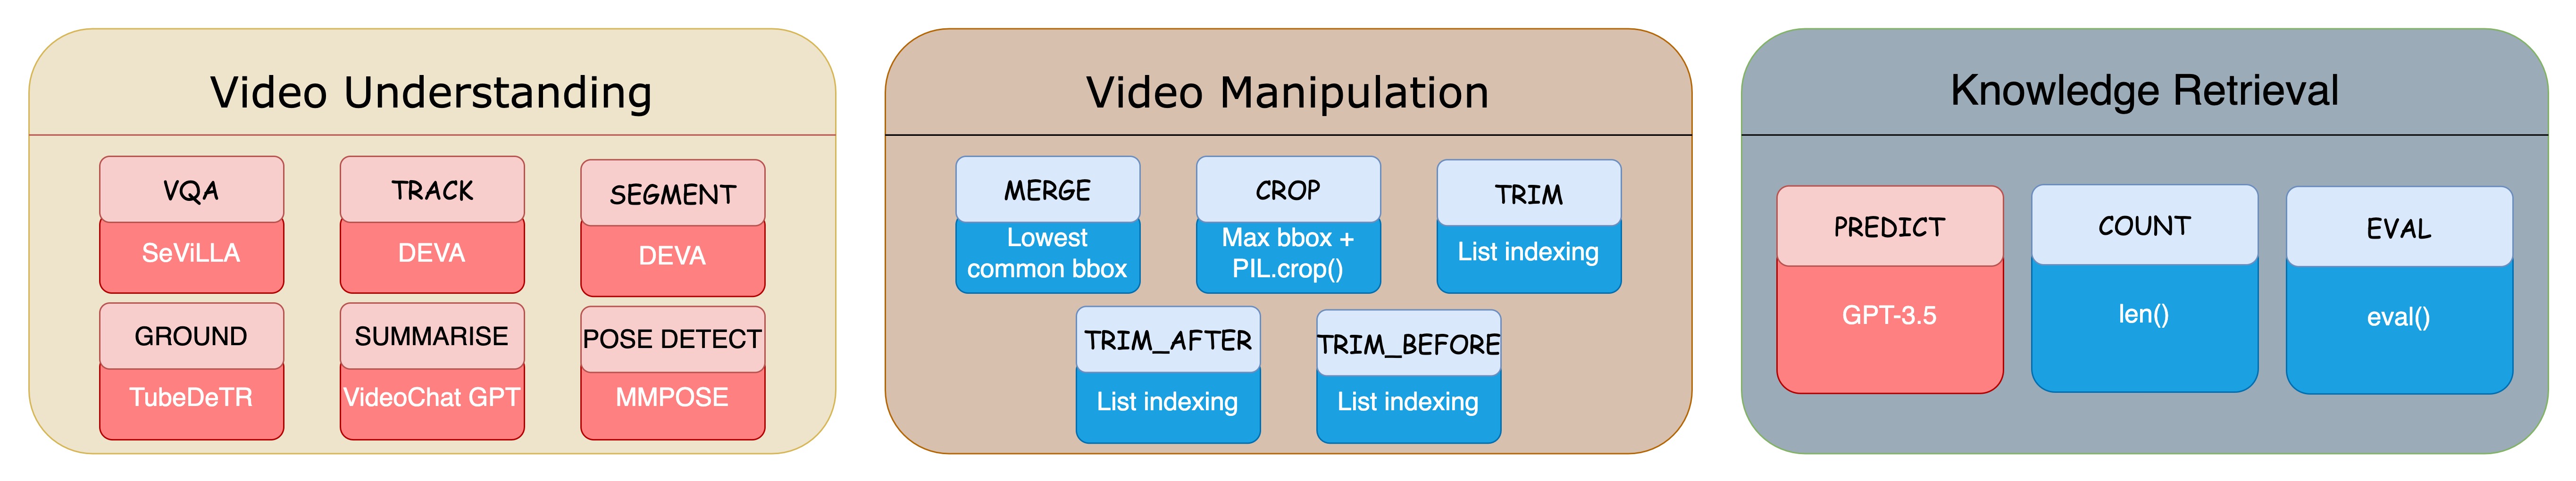 Video Understanding
VQA
SeViLLA
TRACK
DEVA
SEGMENT
DEVA
GROUND
TubeDeTR
SUMMARISE
VideoChat GPT
POSE DETECT
MMPOSE
Video Manipulation
MERGE
Lowest
common bbox
CROP
Max bbox +
PIL.crop()
TRIM
List indexing
TRIM_AFTER
List indexing
TRIM_BEFORE
List indexing
Knowledge Retrieval
PREDICT
GPT-3.5
COUNT
len()
EVAL
eval()